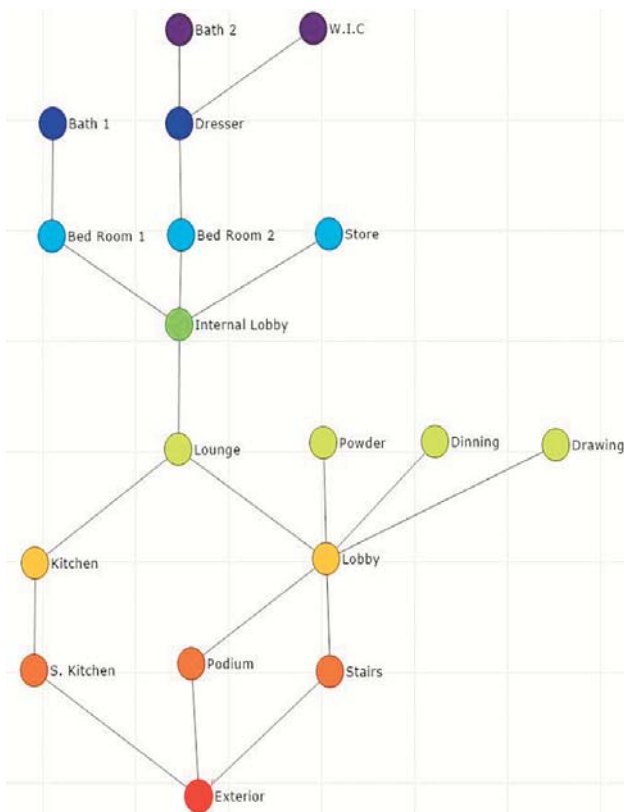 Bath 2
W.I.C
Bath 1
Dresser
Bed Room 1
Bed Room 2
Store
Internal Lobby
Lounge
Powder
Dinning
Drawing
Kitchen
Lobby
S. Kitchen
Podium
Stairs
Exterior